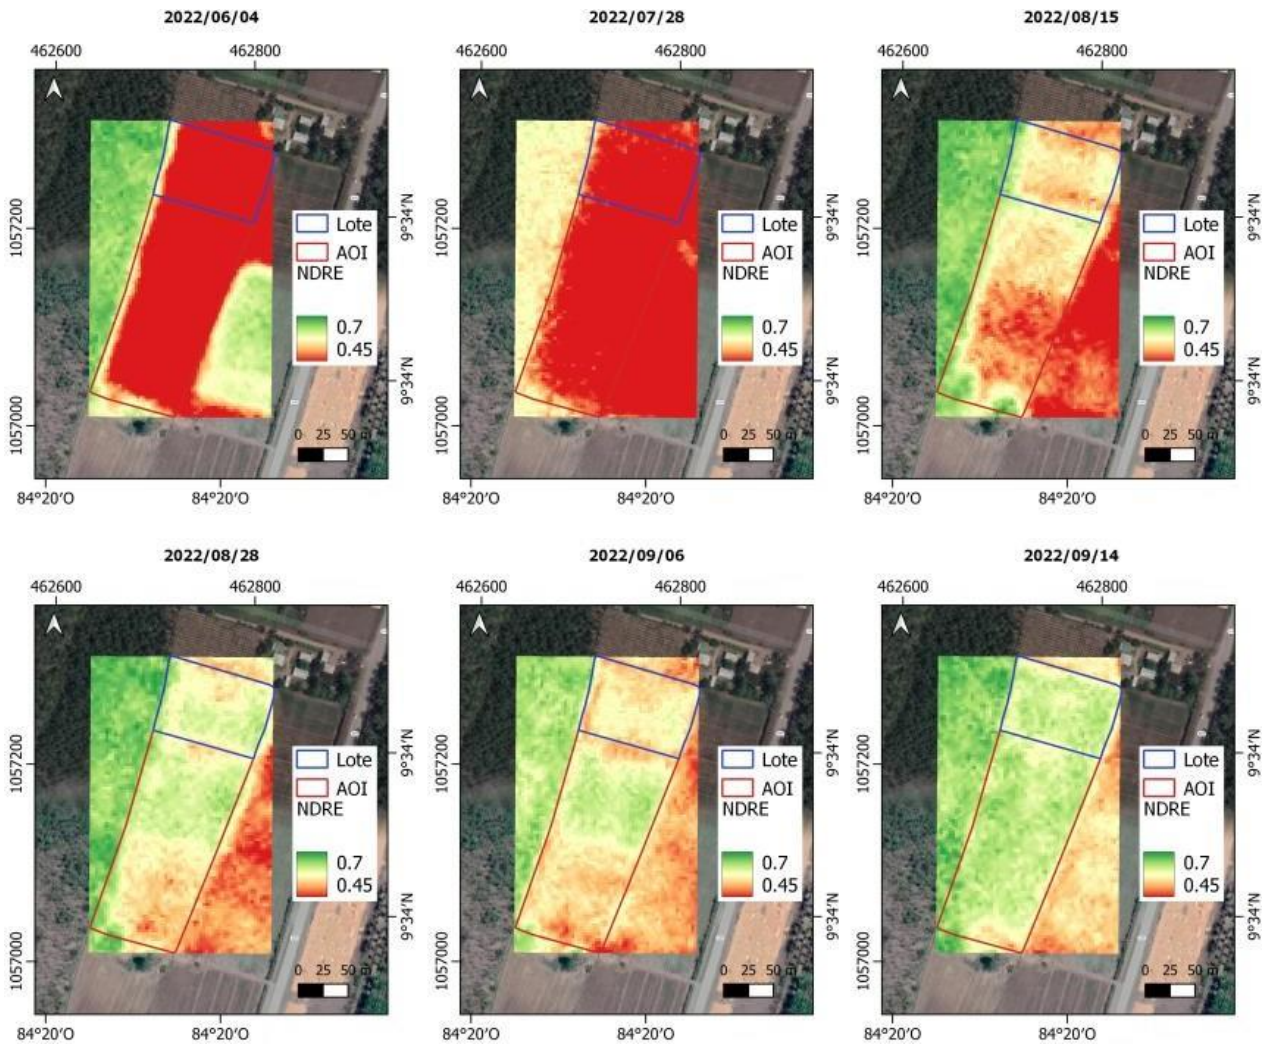 2022/06/04
2022/07/28
2022/08/15
462600 462800
462600 462800
462600 462800
1057200
1057000
9°34′N
9°34′N
Lote
AOI
NDRE
0.7
0.45
0 25 50 m
84°20′O 84°20′O
1057200
1057000
9°34′N
9°34′N
Lote
AOI
NDRE
0.7
0.45
0 25 50 m
84°20′O 84°20′O
1057200
1057000
9°34′N
9°34′N
Lote
AOI
NDRE
0.7
0.45
0 25 50 m
84°20′O 84°20′O
2022/08/28
2022/09/06
2022/09/14
462600 462800
462600 462800
462600 462800
1057200
1057000
9°34′N
9°34′N
Lote
AOI
NDRE
0.7
0.45
0 25 50 m
84°20′O 84°20′O
1057200
1057000
9°34′N
9°34′N
Lote
AOI
NDRE
0.7
0.45
0 25 50 m
84°20′O 84°20′O
1057200
1057000
9°34′N
9°34′N
Lote
AOI
NDRE
0.7
0.45
0 25 50 m
84°20′O 84°20′O